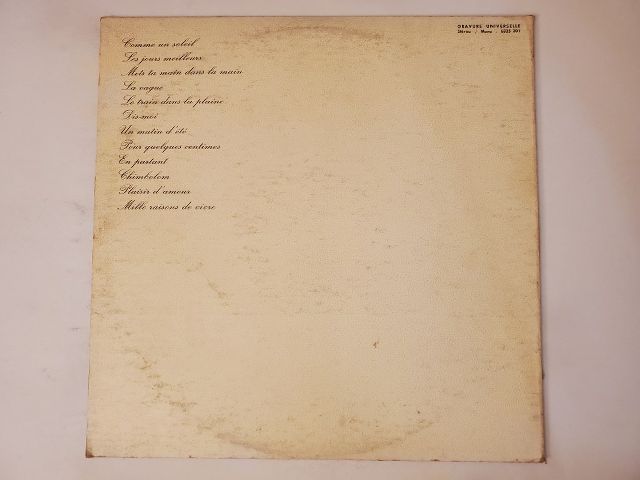 GRAVURE UNIVERSELLE
Stéréo / Mono : 6325 301
Comme un soleil
Les jours meilleurs
Mets ta main dans la main
La vague
Le train dans la plaine
Dis-moi
Un matin d'été
Pour quelques centimes
En partant
Chimbolom
Plaisir d'amour
Mille raisons de vivre